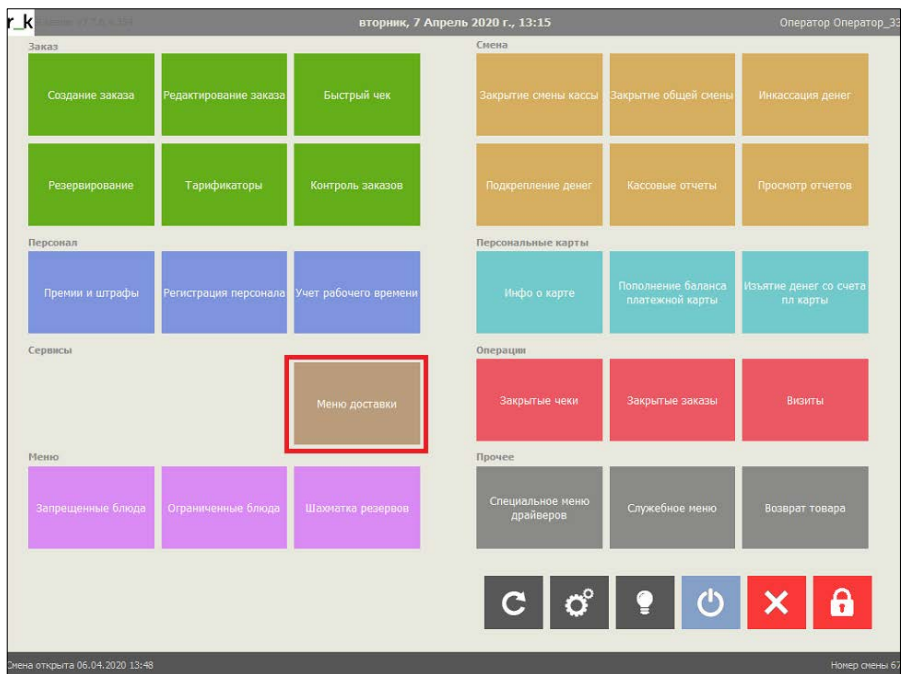 r_k
вторник, 7 Апрель 2020 г., 13:15
Оператор Оператор_33
Заказ
Создание заказа
Редактирование заказа
Быстрый чек
Резервирование
Тарификаторы
Контроль заказов
Смена
Закрытие смены кассы
Закрытие общей смены
Инкассация денег
Подкрепление денег
Кассовые отчеты
Просмотр отчетов
Персонал
Премии и штрафы
Регистрация персонала
Учет рабочего времени
Персональные карты
Инфо о карте
Пополнение баланса
платежной карты
Изъятие денег со счета
пл карты
Сервисы
Меню доставки
Операции
Закрытые чеки
Закрытые заказы
Визиты
Меню
Запрещенные блюда
Ограниченные блюда
Шахматка резервов
Прочее
Специальное меню
драйверов
Служебное меню
Возврат товара
Смена открыта 06.04.2020 13:48
Номер смены 67